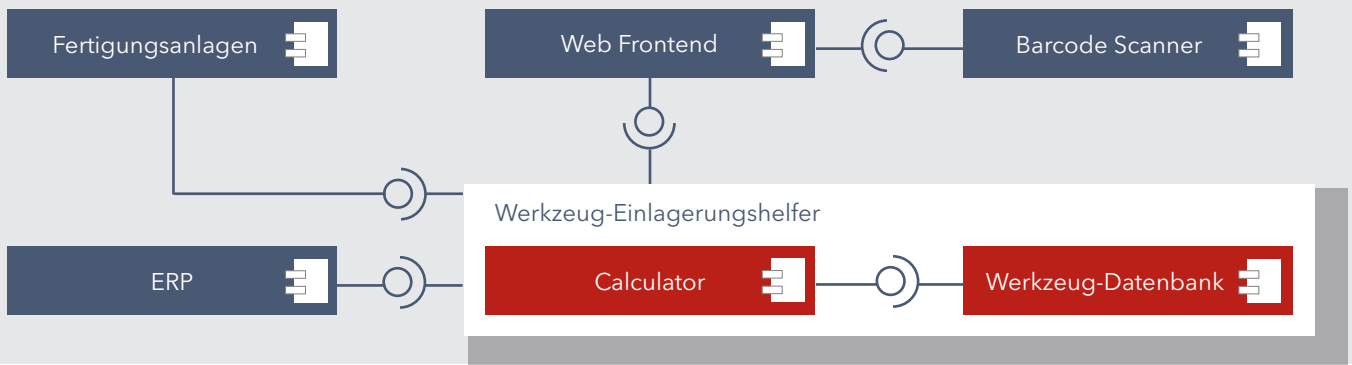 Fertigungsanlagen
Web Frontend
Barcode Scanner
Werkzeug-Einlagerungshelfer
ERP
Calculator
Werkzeug-Datenbank